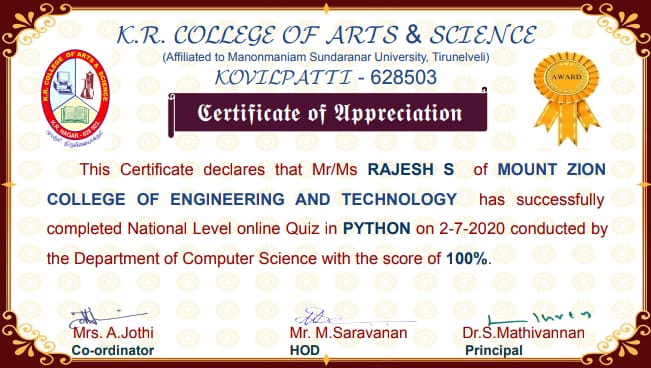 K.R. COLLEGE OF ARTS & SCIENCE
(Affiliated to Manonmaniam Sundaranar University, Tirunelveli)
KOVILPATTI - 628503
K.R. COLLEGE OF ARTS & SCIENCE
K.R. NAGAR - 628 503
AWARD
Certificate of Appreciation
This Certificate declares that Mr/Ms RAJESH S of MOUNT ZION
COLLEGE OF ENGINEERING AND TECHNOLOGY has successfully
completed National Level online Quiz in PYTHON on 2-7-2020 conducted by
the Department of Computer Science with the score of 100%.
Mrs. A.Jothi
Co-ordinator
Mr. M.Saravanan
HOD
Dr.S.Mathivannan
Principal